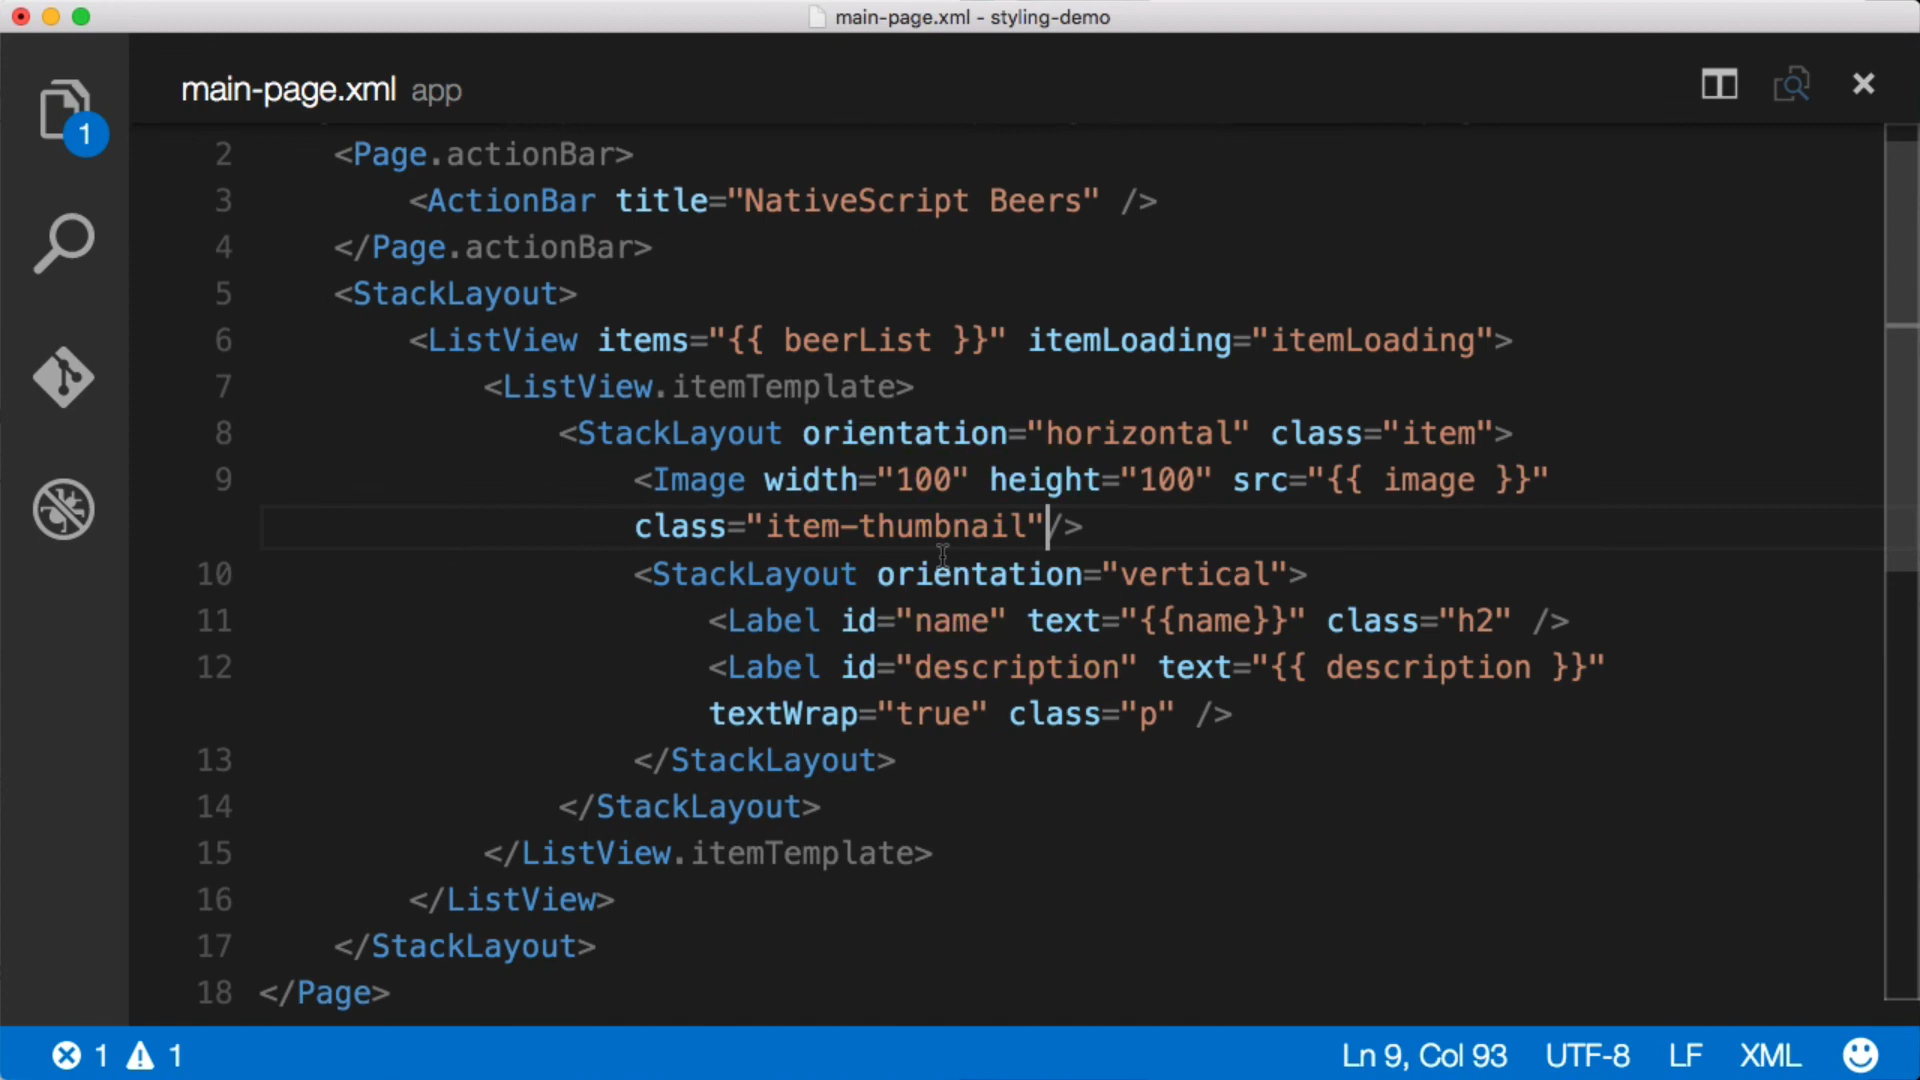 main-page.xml - styling-demo
main-page.xml app
1
2 <Page.actionBar>
3 <ActionBar title="NativeScript Beers" />
4 </Page.actionBar>
5 <StackLayout>
6 <ListView items="{{ beerList }}" itemLoading="itemLoading">
7 <ListView.itemTemplate>
8 <StackLayout orientation="horizontal" class="item">
9 <Image width="100" height="100" src="{{ image }}"
class="item-thumbnail"/>
10 <StackLayout orientation="vertical">
11 <Label id="name" text="{{name}}" class="h2" />
12 <Label id="description" text="{{ description }}"
textWrap="true" class="p" />
13 </StackLayout>
14 </StackLayout>
15 </ListView.itemTemplate>
16 </ListView>
17 </StackLayout>
18 </Page>
1 1 Ln 9, Col 93 UTF-8 LF XML